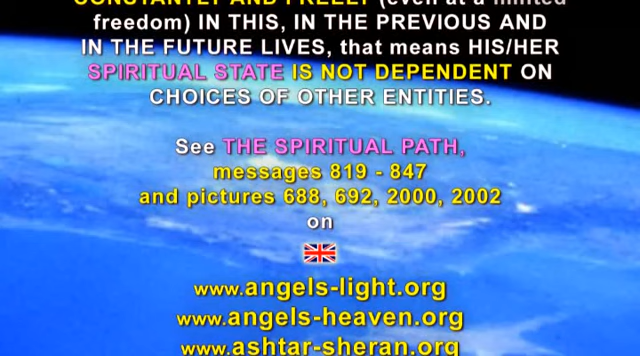 CONSTANTLY AND FREELY (even at a limited
freedom) IN THIS, IN THE PREVIOUS AND
IN THE FUTURE LIVES, that means HIS/HER
SPIRITUAL STATE IS NOT DEPENDENT ON
CHOICES OF OTHER ENTITIES.
See THE SPIRITUAL PATH,
messages 819 - 847
and pictures 688, 692, 2000, 2002
on
www.angels-light.org
www.angels-heaven.org
www.ashtar-sheran.org